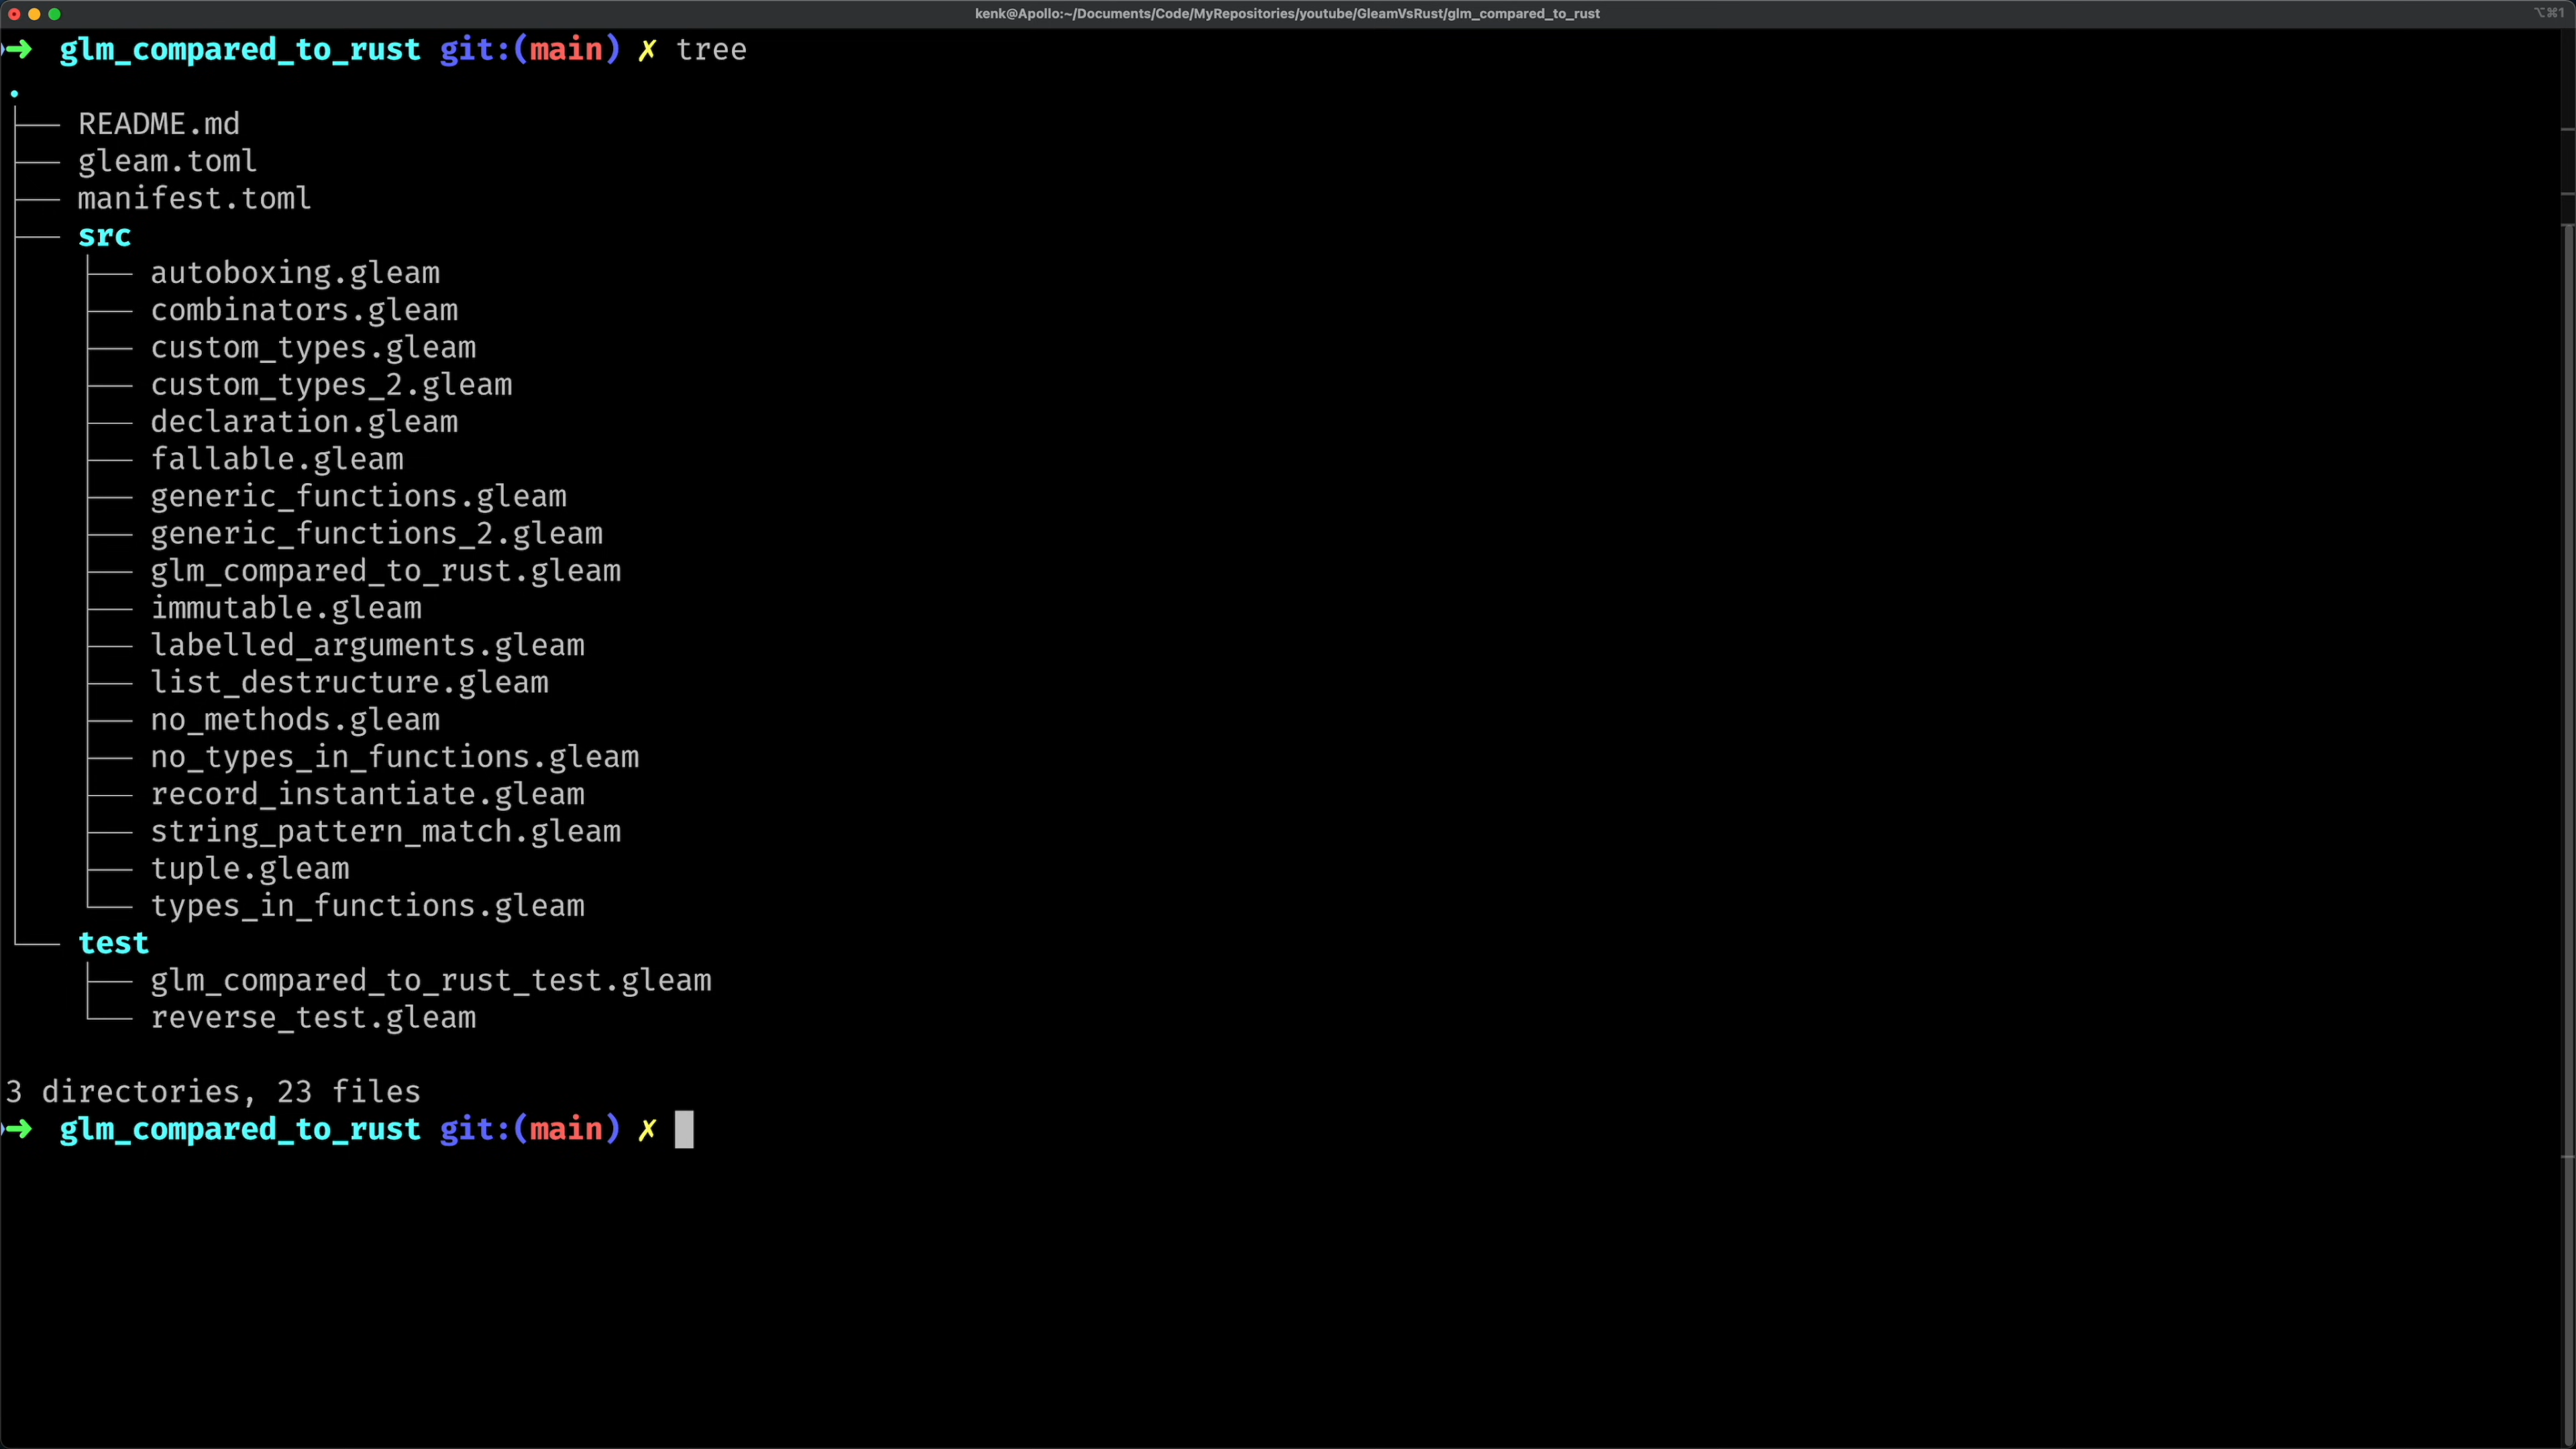 kenk@Apollo:~/Documents/Code/MyRepositories/youtube/GleamVsRust/glm_compared_to_rust
⌥⌘1
➜ glm_compared_to_rust git:(main) ✗ tree
.
├── README.md
├── gleam.toml
├── manifest.toml
├── src
│   ├── autoboxing.gleam
│   ├── combinators.gleam
│   ├── custom_types.gleam
│   ├── custom_types_2.gleam
│   ├── declaration.gleam
│   ├── fallable.gleam
│   ├── generic_functions.gleam
│   ├── generic_functions_2.gleam
│   ├── glm_compared_to_rust.gleam
│   ├── immutable.gleam
│   ├── labelled_arguments.gleam
│   ├── list_destructure.gleam
│   ├── no_methods.gleam
│   ├── no_types_in_functions.gleam
│   ├── record_instantiate.gleam
│   ├── string_pattern_match.gleam
│   ├── tuple.gleam
│   └── types_in_functions.gleam
└── test
    ├── glm_compared_to_rust_test.gleam
    └── reverse_test.gleam
3 directories, 23 files
➜ glm_compared_to_rust git:(main) ✗